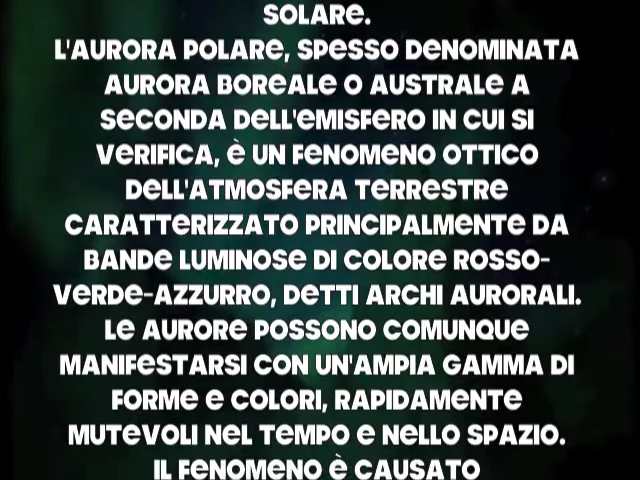 SOLARE.
L'AURORA POLARE, SPESSO DENOMINATA
AURORA BOREALE O AUSTRALE A
SECONDA DELL'EMISFERO IN CUI SI
VERIFICA, È UN FENOMENO OTTICO
DELL'ATMOSFERA TERRESTRE
CARATTERIZZATO PRINCIPALMENTE DA
BANDE LUMINOSE DI COLORE ROSSO-
VERDE-AZZURRO, DETTI ARCHI AURORALI.
LE AURORE POSSONO COMUNQUE
MANIFESTARSI CON UN'AMPIA GAMMA DI
FORME E COLORI, RAPIDAMENTE
MUTEVOLI NEL TEMPO E NELLO SPAZIO.
IL FENOMENO È CAUSATO